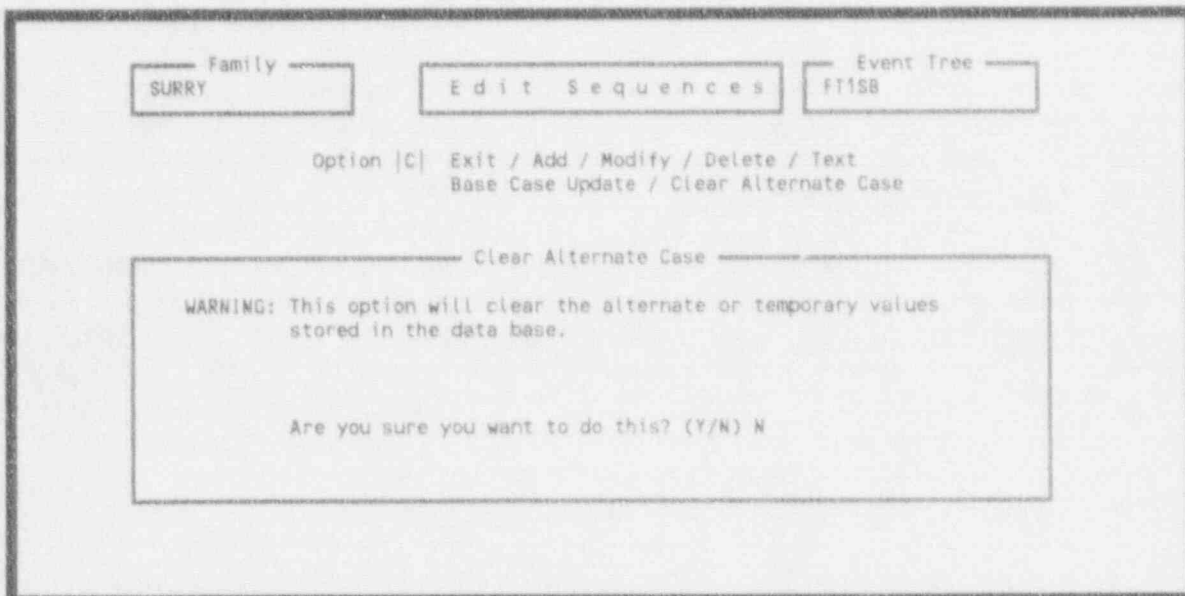 Family
SURRY
Edit Sequences
Event Tree
FT1SB
Option |C| Exit / Add / Modify / Delete / Text
Base Case Update / Clear Alternate Case
Clear Alternate Case
WARNING: This option will clear the alternate or temporary values
stored in the data base.
Are you sure you want to do this? (Y/N) N